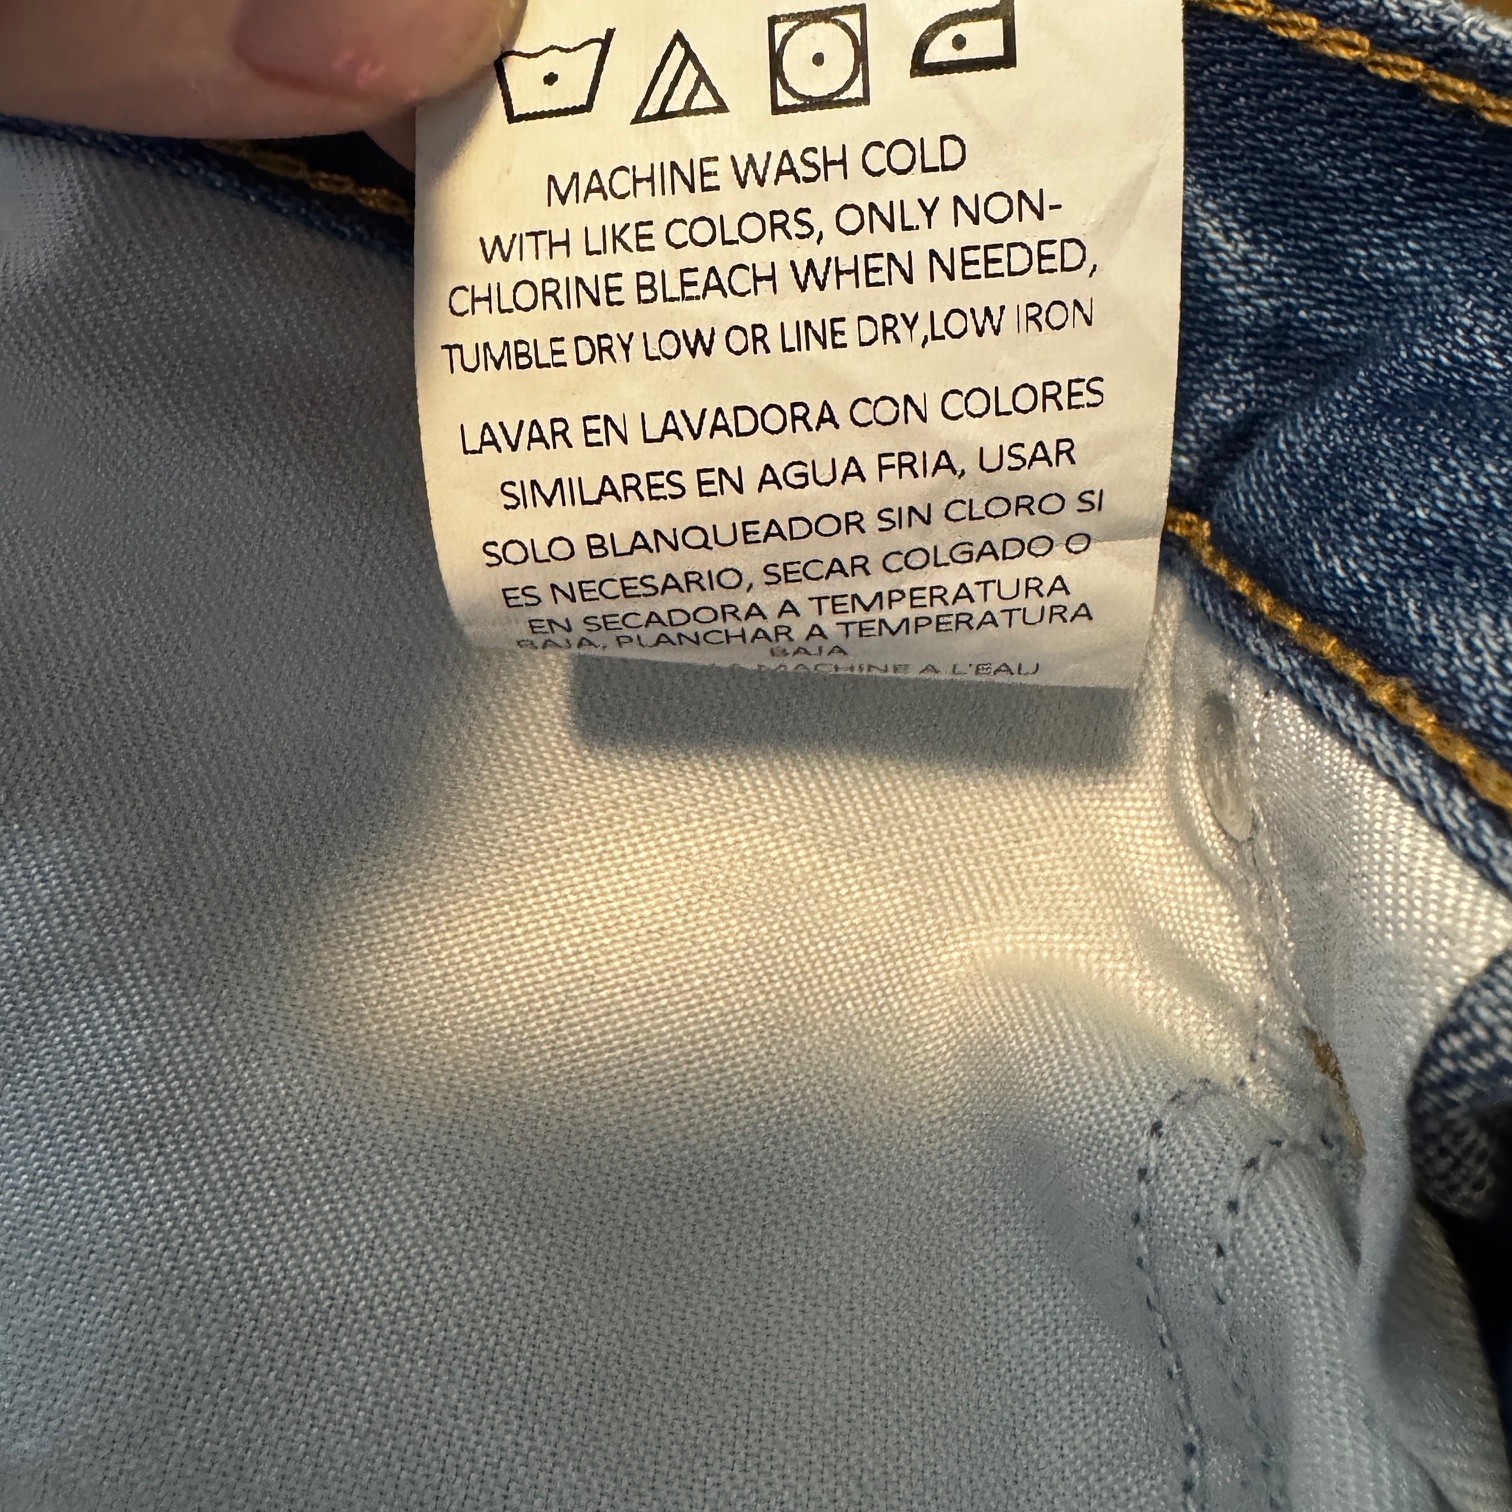 MACHINE WASH COLD
WITH LIKE COLORS, ONLY NON-
CHLORINE BLEACH WHEN NEEDED,
TUMBLE DRY LOW OR LINE DRY,LOW IRON
LAVAR EN LAVADORA CON COLORES
SIMILARES EN AGUA FRIA, USAR
SOLO BLANQUEADOR SIN CLORO SI
ES NECESARIO, SECAR COLGADO O
EN SECADORA A TEMPERATURA
BAJA, PLANCHAR A TEMPERATURA
BAJA
MACHINE A L'EAU